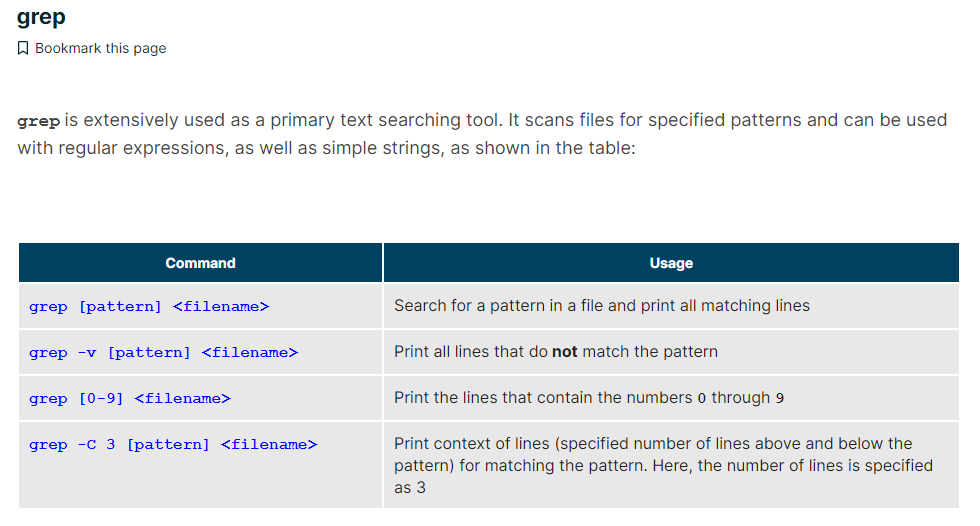 grep
Bookmark this page
grep is extensively used as a primary text searching tool. It scans files for specified patterns and can be used
with regular expressions, as well as simple strings, as shown in the table:
Command Usage
grep [pattern] <filename> Search for a pattern in a file and print all matching lines
grep -v [pattern] <filename> Print all lines that do not match the pattern
grep [0-9] <filename> Print the lines that contain the numbers 0 through 9
grep -C 3 [pattern] <filename> Print context of lines (specified number of lines above and below the
pattern) for matching the pattern. Here, the number of lines is specified
as 3